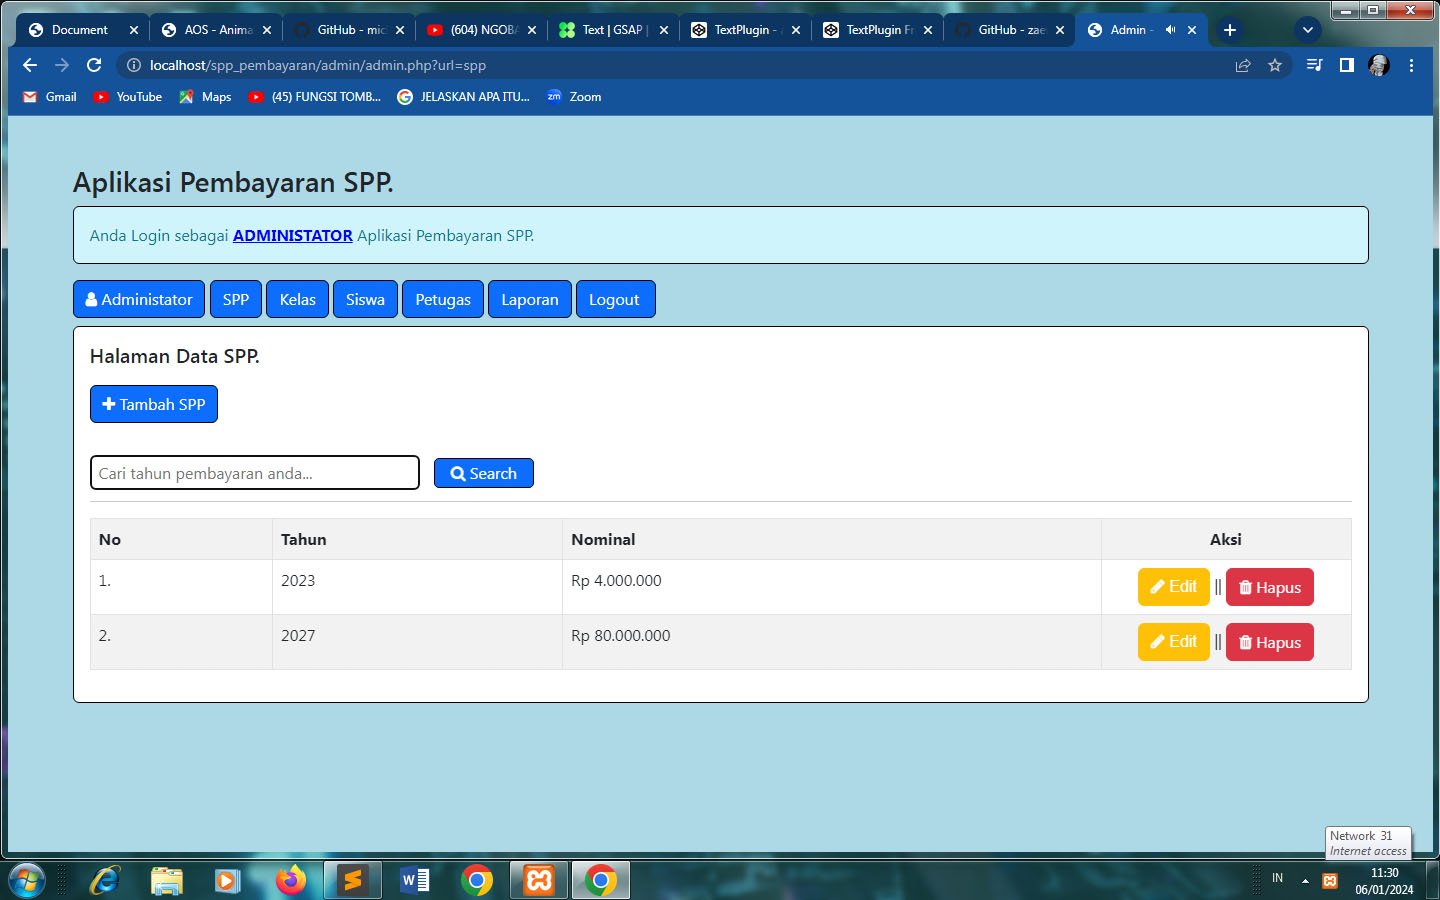 Document
AOS - Anima
GitHub - mic
(604) NGOBA
Text | GSAP |
TextPlugin -
TextPlugin Fr
GitHub - zae
Admin -
localhost/spp_pembayaran/admin/admin.php?url=spp
Gmail
YouTube
Maps
(45) FUNGSI TOMB...
JELASKAN APA ITU...
zm Zoom
Aplikasi Pembayaran SPP.
Anda Login sebagai ADMINISTATOR Aplikasi Pembayaran SPP.
Administator
SPP
Kelas
Siswa
Petugas
Laporan
Logout
Halaman Data SPP.
Tambah SPP
Cari tahun pembayaran anda...
Search
No Tahun Nominal Aksi
1. 2023 Rp 4.000.000 Edit || Hapus
2. 2027 Rp 80.000.000 Edit || Hapus
Network 31
Internet access
IN
11:30
06/01/2024